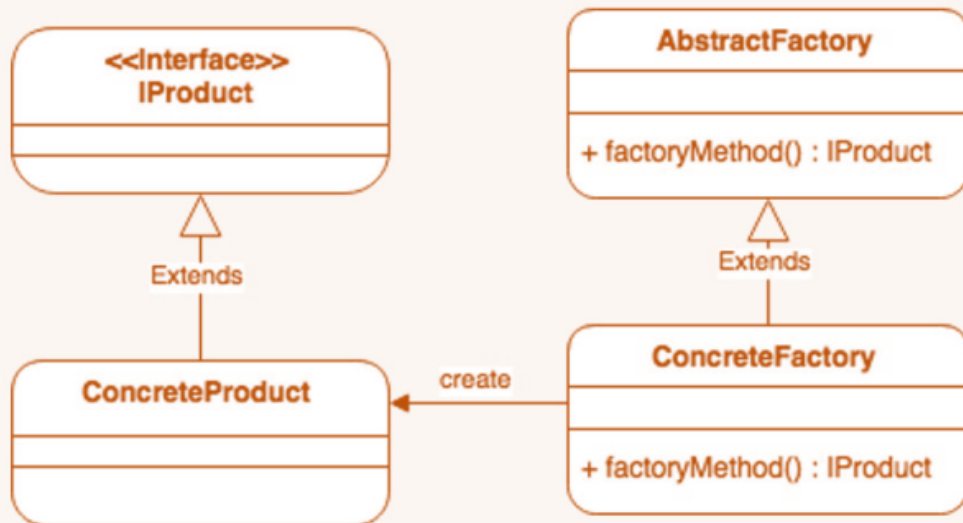 <<Interface>>
IProduct
AbstractFactory
+ factoryMethod() : IProduct
Extends
Extends
ConcreteProduct
create
ConcreteFactory
+ factoryMethod() : IProduct